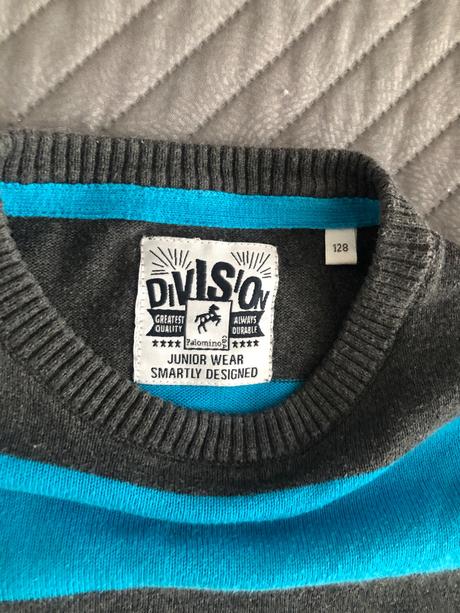 DIVISION
GREATEST QUALITY
ALWAYS DURABLE
Palomino
JUNIOR WEAR
SMARTLY DESIGNED
128